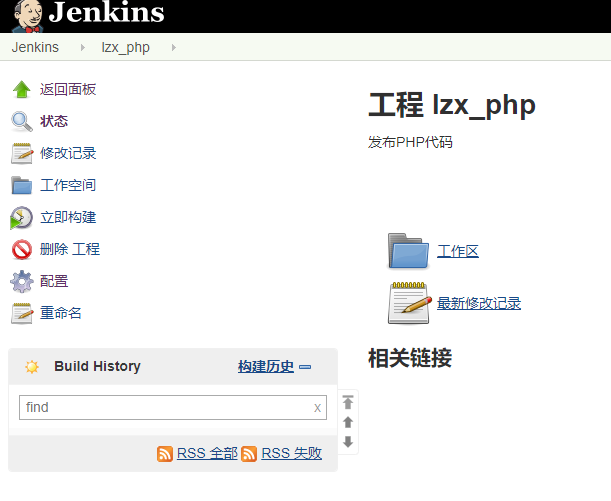 Jenkins
Jenkins lzx_php
返回面板
状态
修改记录
工作空间
立即构建
删除 工程
配置
重命名
Build History 构建历史
find x
RSS 全部 RSS 失败
工程 lzx_php
发布PHP代码
工作区
最新修改记录
相关链接